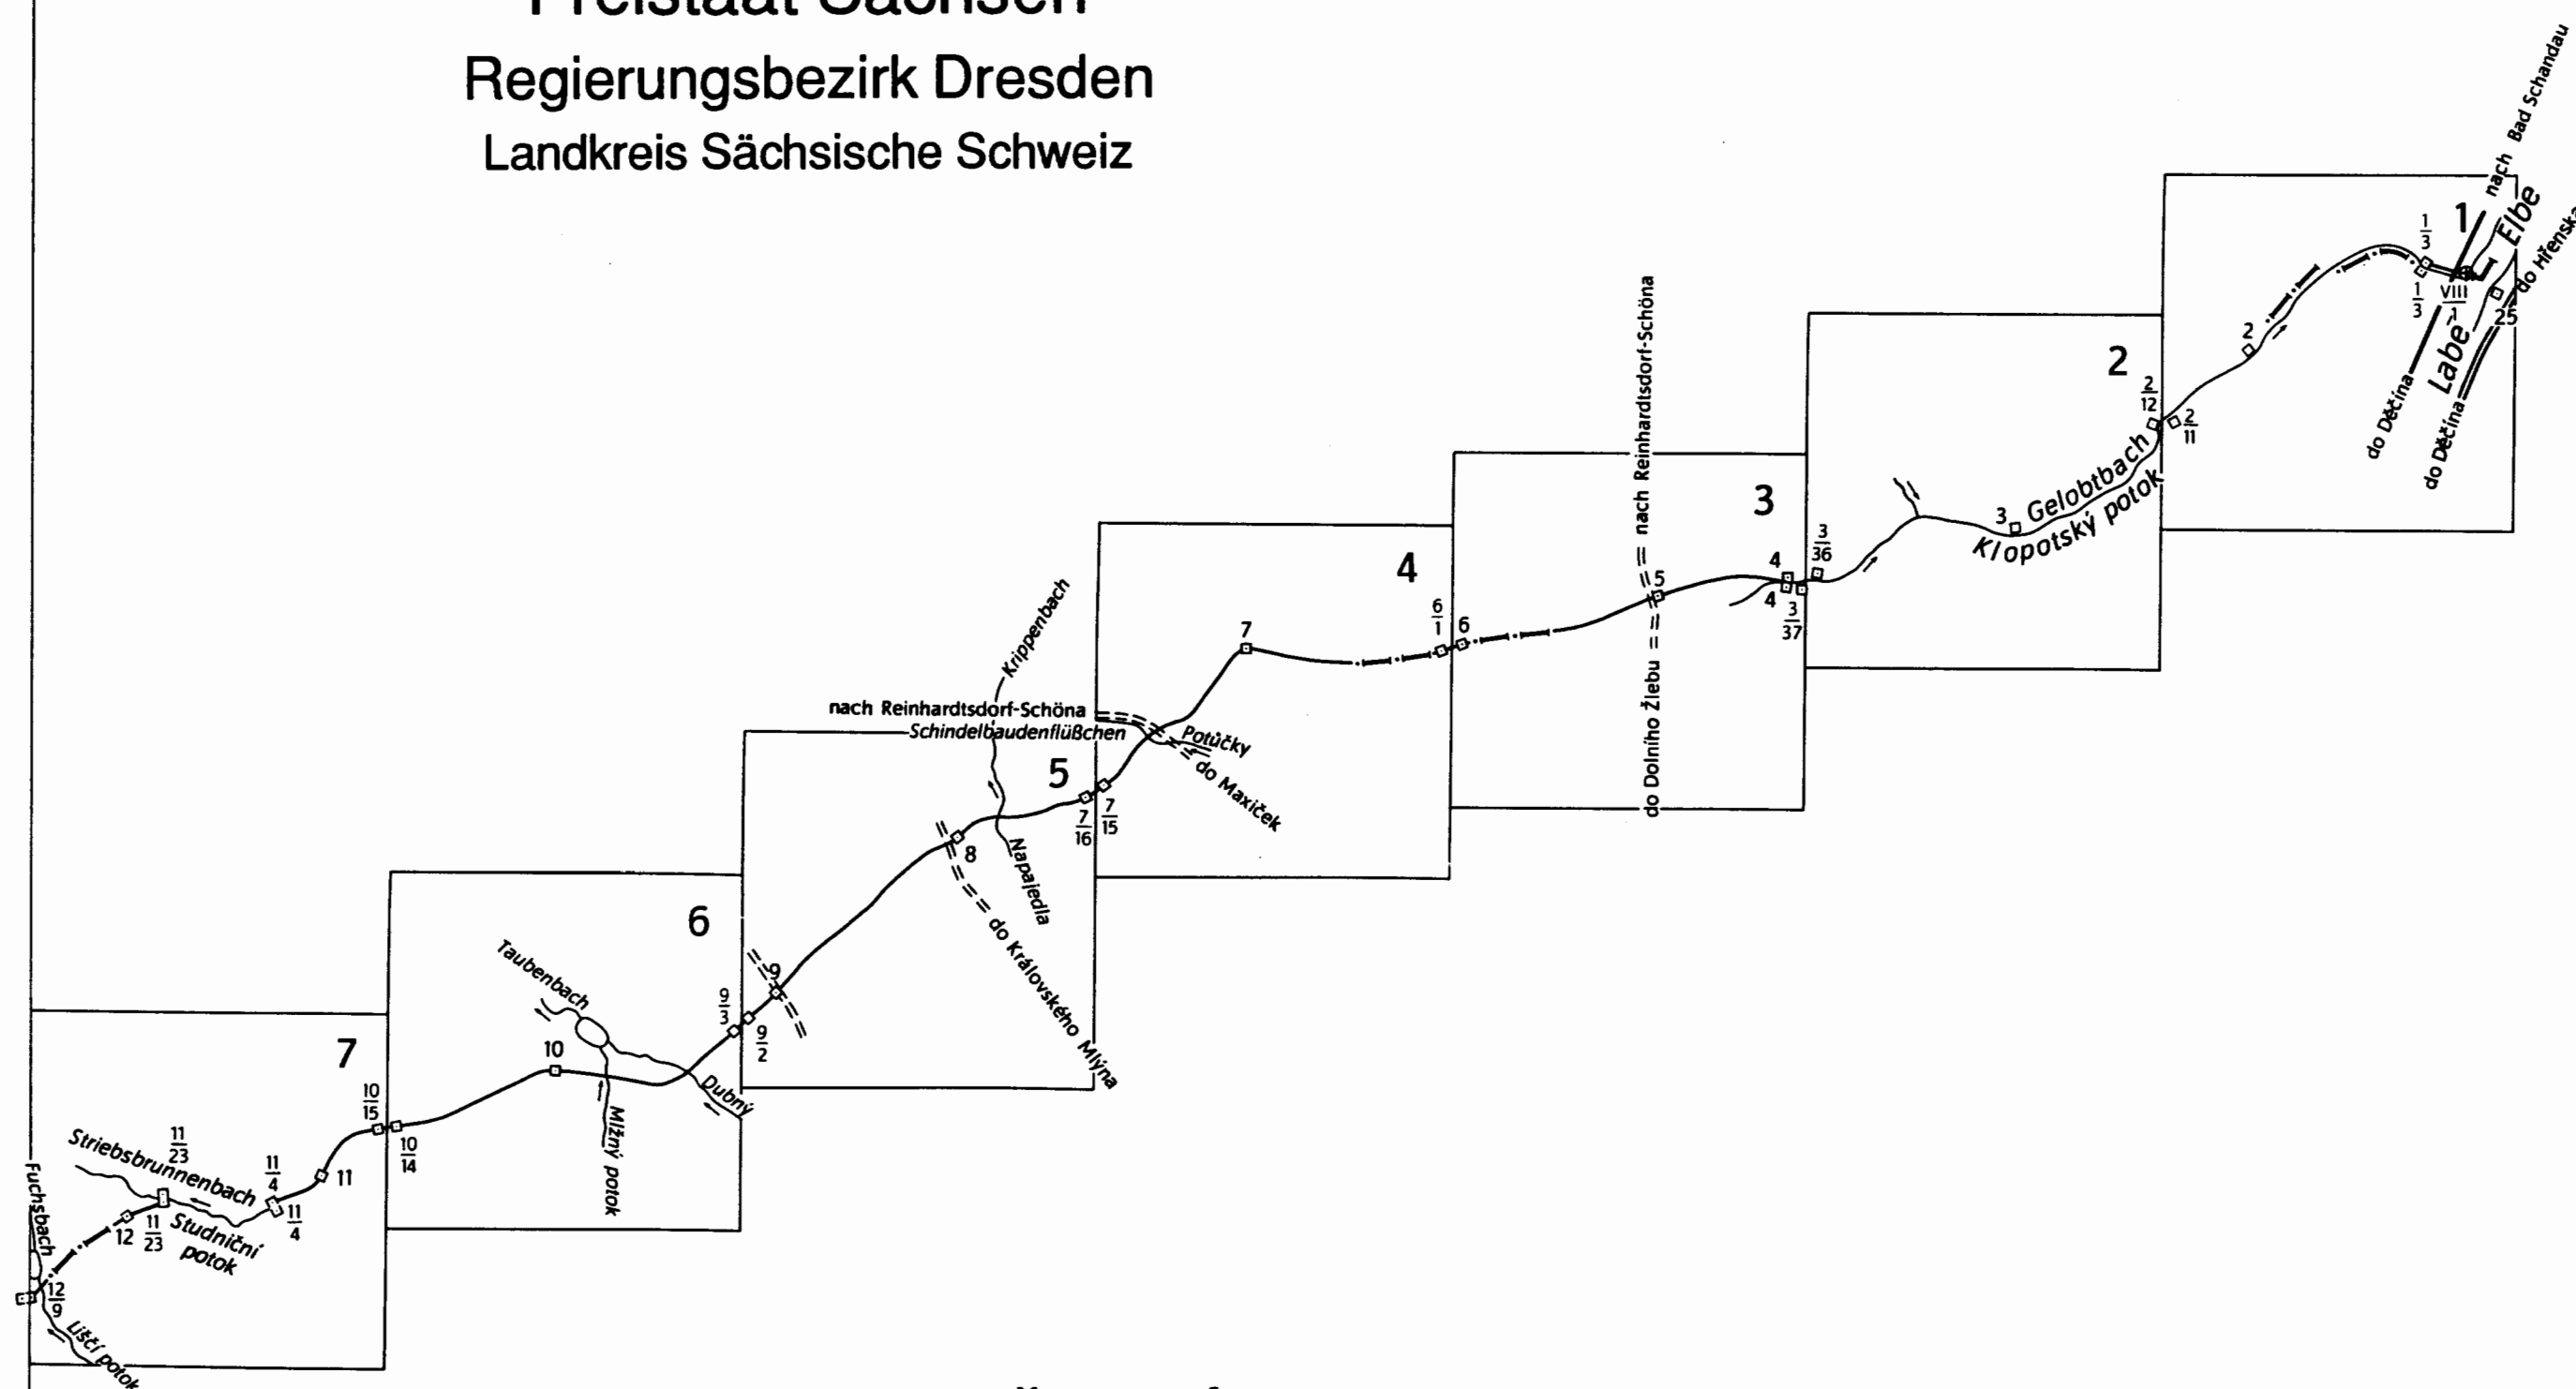 Freistaat Sachsen
Regierungsbezirk Dresden
Landkreis Sächsische Schweiz
nach Bad Schandau
1
Elbe
do Hřenska
1
3
1
3
VIII
1
25
Labe
do Děčína
do Děčína
2
2
2
12
2
11
Gelobtbach
Klopotský potok
3
3
nach Reinhardtsdorf-Schöna
do Dolního Žlebu
3
36
4
4
3
37
5
4
6
1
6
7
Krippenbach
nach Reinhardtsdorf-Schöna
Schindelbaudenflüßchen
Potůčky
do Maxiček
5
7
16
7
15
8
Napajedla
do Královského Mlýna
6
9
9
3
9
2
Taubenbach
10
Dubný
Mlžný potok
7
10
15
10
14
11
23
Striebsbrunnenbach
11
4
11
11
4
12
11
23
Studniční
potok
Fuchsbach
12
9
Liščí potok